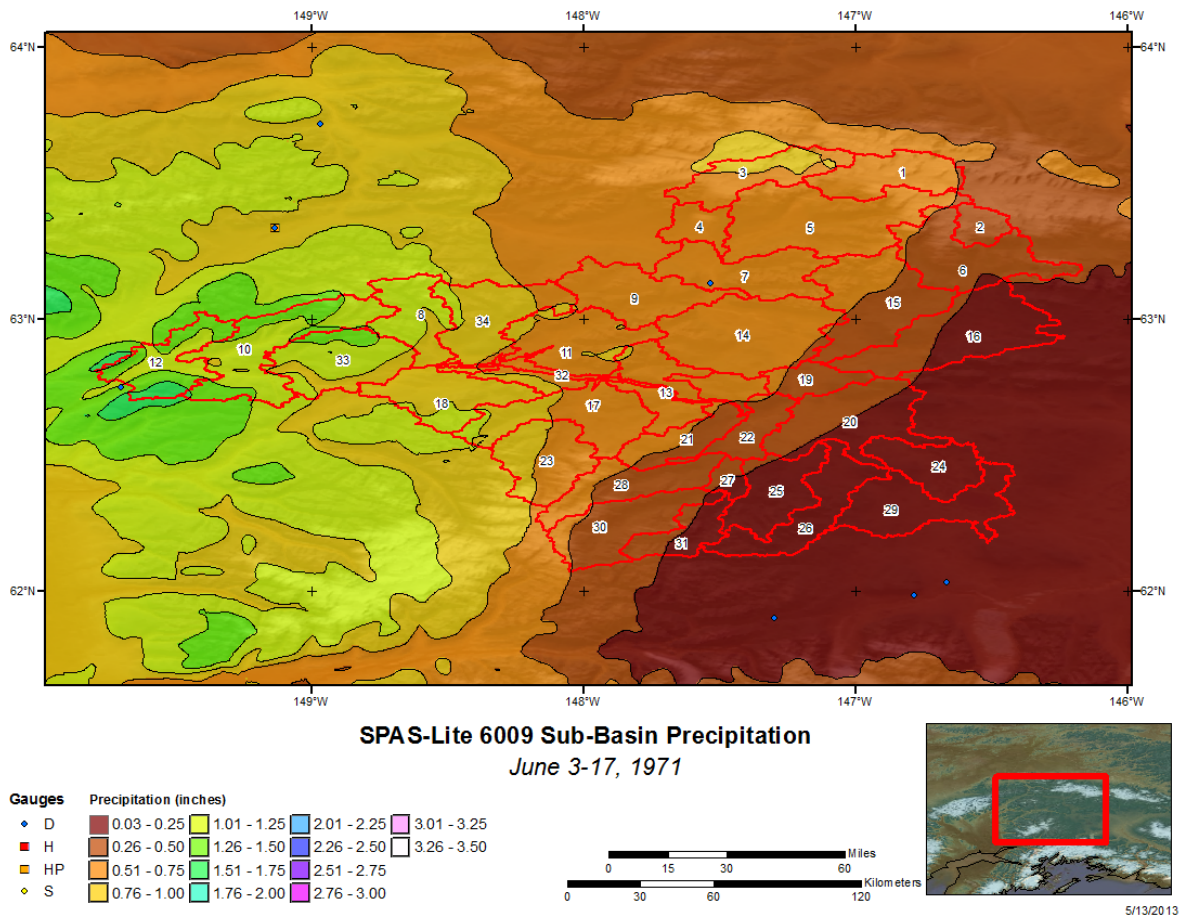 149°W 148°W 147°W 146°W
64°N 64°N
3 1
4 5 2
7 6
9 15
63°N 63°N
8 34 14 16
12 10 33 11
32 19
18 17 13
20
21 22
23 24
28 27 25
29
30 26
31
62°N 62°N
149°W 148°W 147°W 146°W
SPAS-Lite 6009 Sub-Basin Precipitation
June 3-17, 1971
Gauges Precipitation (inches)
D 0.03 - 0.25 1.01 - 1.25 2.01 - 2.25 3.01 - 3.25
H 0.26 - 0.50 1.26 - 1.50 2.26 - 2.50 3.26 - 3.50
HP 0.51 - 0.75 1.51 - 1.75 2.51 - 2.75
S 0.76 - 1.00 1.76 - 2.00 2.76 - 3.00
Miles
0 15 30 60
Kilometers
0 30 60 120
5/13/2013